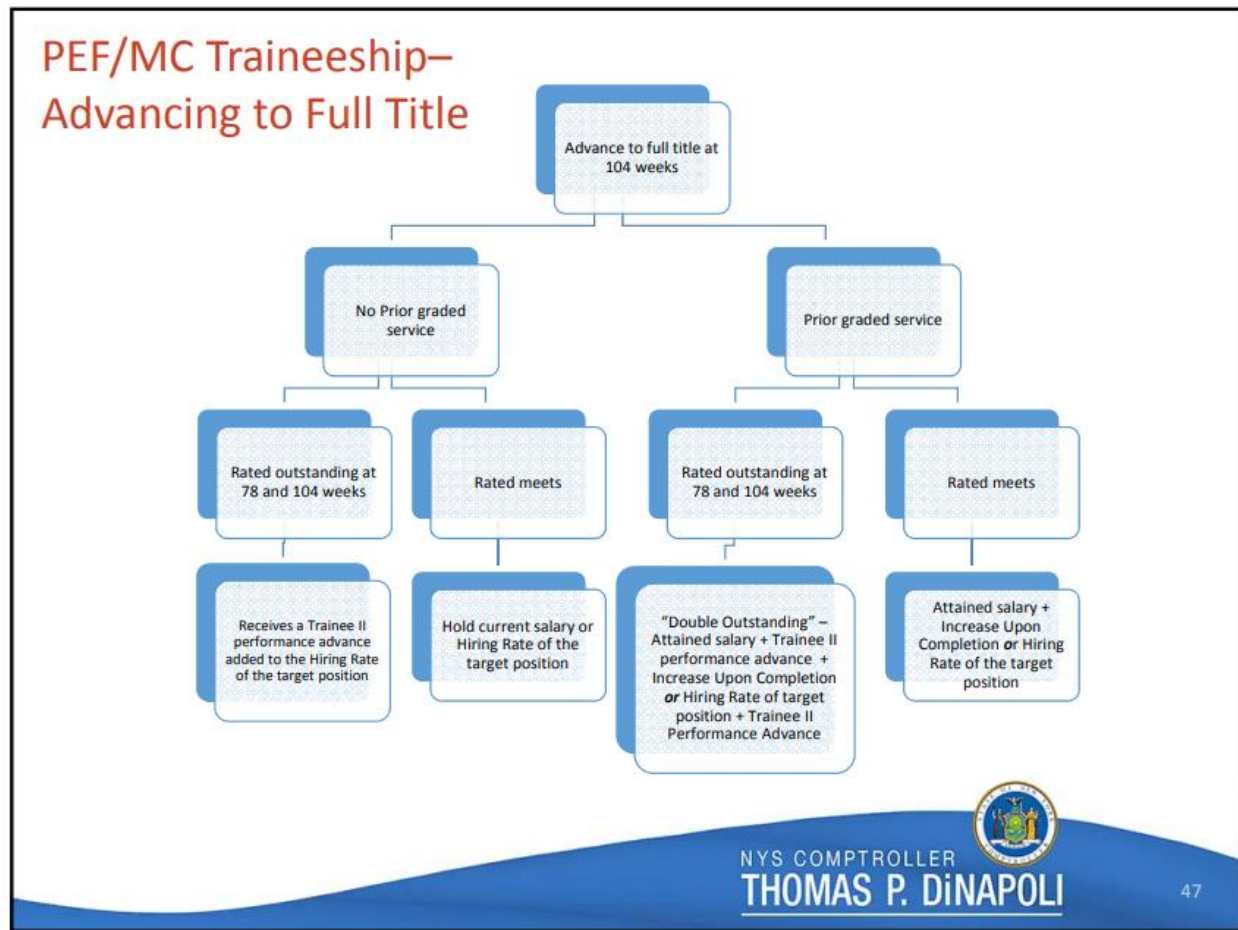 PEF/MC Traineeship–
Advancing to Full Title
Advance to full title at
104 weeks
No Prior graded
service
Prior graded service
Rated outstanding at
78 and 104 weeks
Rated meets
Rated outstanding at
78 and 104 weeks
Rated meets
Receives a Trainee II
performance advance
added to the Hiring Rate
of the target position
Hold current salary or
Hiring Rate of the
target position
“Double Outstanding” –
Attained salary + Trainee II
performance advance +
Increase Upon Completion
or Hiring Rate of target
position + Trainee II
Performance Advance
Attained salary +
Increase Upon
Completion or Hiring
Rate of the target
position
NYS COMPTROLLER
THOMAS P. DiNAPOLI
47